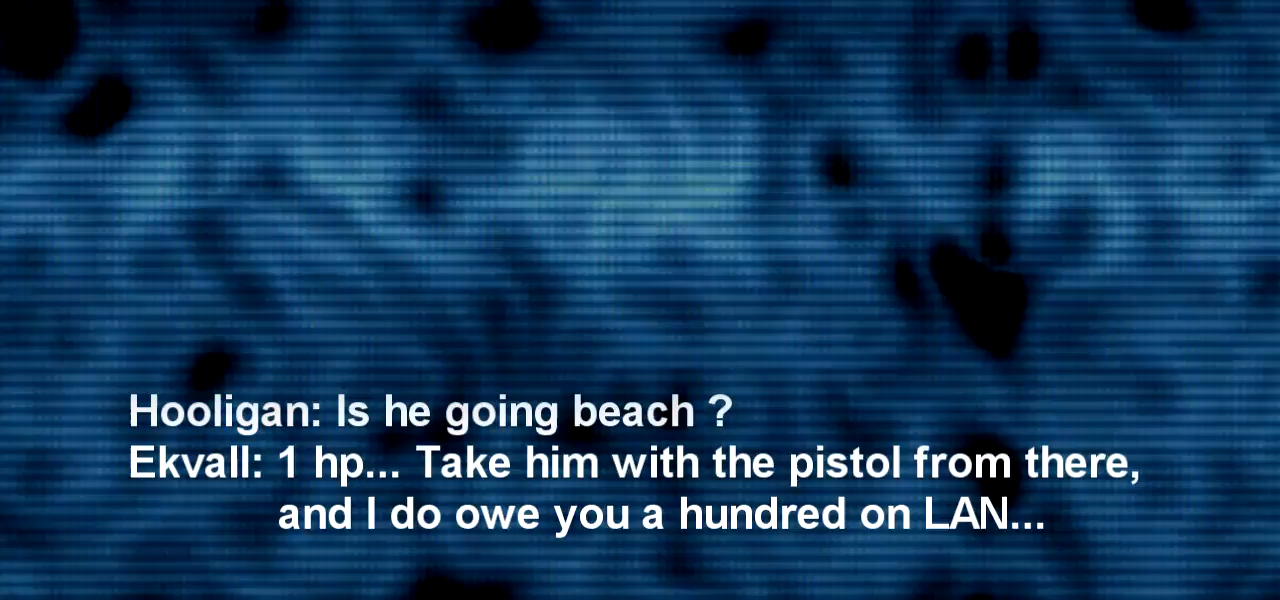 Hooligan: Is he going beach ?
Ekvall: 1 hp... Take him with the pistol from there,
and I do owe you a hundred on LAN...